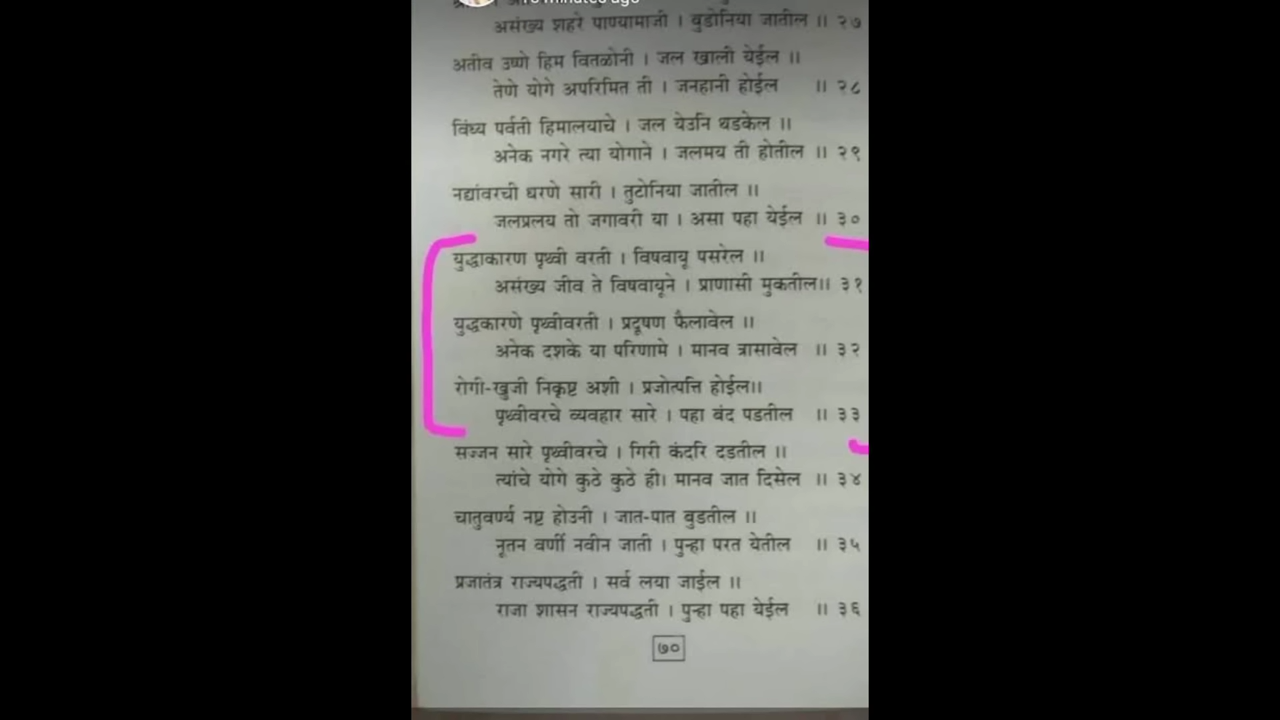 minutes ago
असंख्य शहरे पाण्यामाजी । बुडोनिया जातील ॥ २७
अतीव उष्णे हिम वितळोनी । जल खाली येईल ॥
तेणे योगे अपरिमित ती । जनहानी होईल ॥ २८
विंध्य पर्वती हिमालयाचे । जल येउनि थडकेल ॥
अनेक नगरे त्या योगाने । जलमय ती होतील ॥ २९
नद्यांवरची धरणे सारी । तुटोनिया जातील ॥
जलप्रलय तो जगावरी या । असा पहा येईल ॥ ३०
युद्धाकारण पृथ्वी वरती । विषवायू पसरेल ॥
असंख्य जीव ते विषवायूने । प्राणासी मुकतील॥ ३१
युद्धकारणे पृथ्वीवरती । प्रदूषण फैलावेल ॥
अनेक दशके या परिणामे । मानव त्रासावेल ॥ ३२
रोगी-खुजी निकृष्ट अशी । प्रजोत्पत्ति होईल॥
पृथ्वीवरचे व्यवहार सारे । पहा बंद पडतील ॥ ३३
सज्जन सारे पृथ्वीवरचे । गिरी कंदरि दडतील ॥
त्यांचे योगे कुठे कुठे ही। मानव जात दिसेल ॥ ३४
चातुवर्ण्य नष्ट होउनी । जात-पात बुडतील ॥
नूतन वर्णी नवीन जाती । पुन्हा परत येतील ॥ ३५
प्रजातंत्र राज्यपद्धती । सर्व लया जाईल ॥
राजा शासन राज्यपद्धती । पुन्हा पहा येईल ॥ ३६
७०